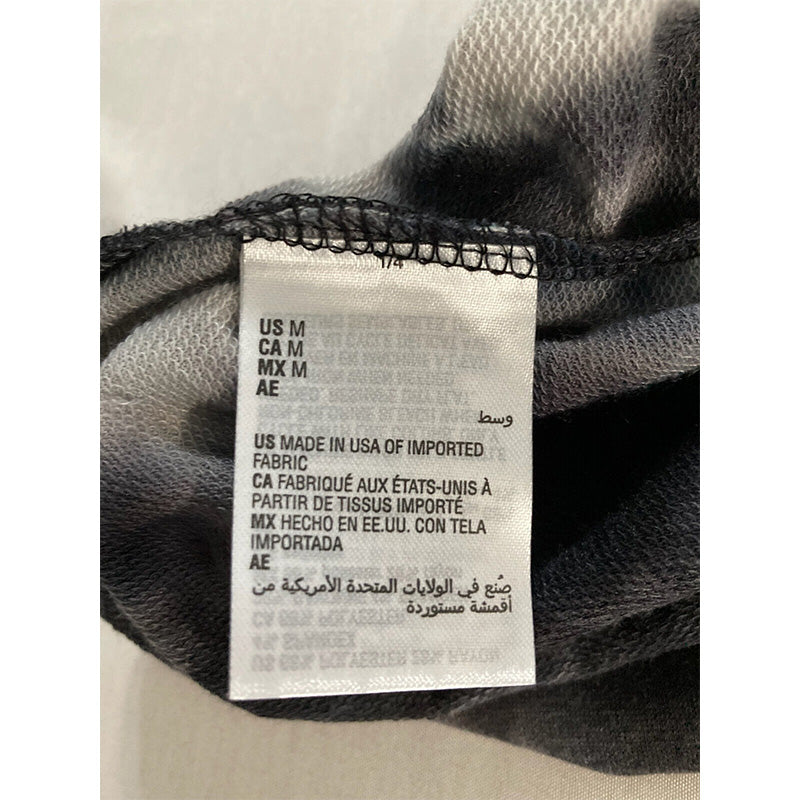 1/4
US M
CA M
MX M
AE
وسط
US MADE IN USA OF IMPORTED
FABRIC
CA FABRIQUÉ AUX ÉTATS-UNIS À
PARTIR DE TISSUS IMPORTÉ
MX HECHO EN EE.UU. CON TELA
IMPORTADA
AE
صُنع في الولايات المتحدة الأمريكية من
أقمشة مستوردة